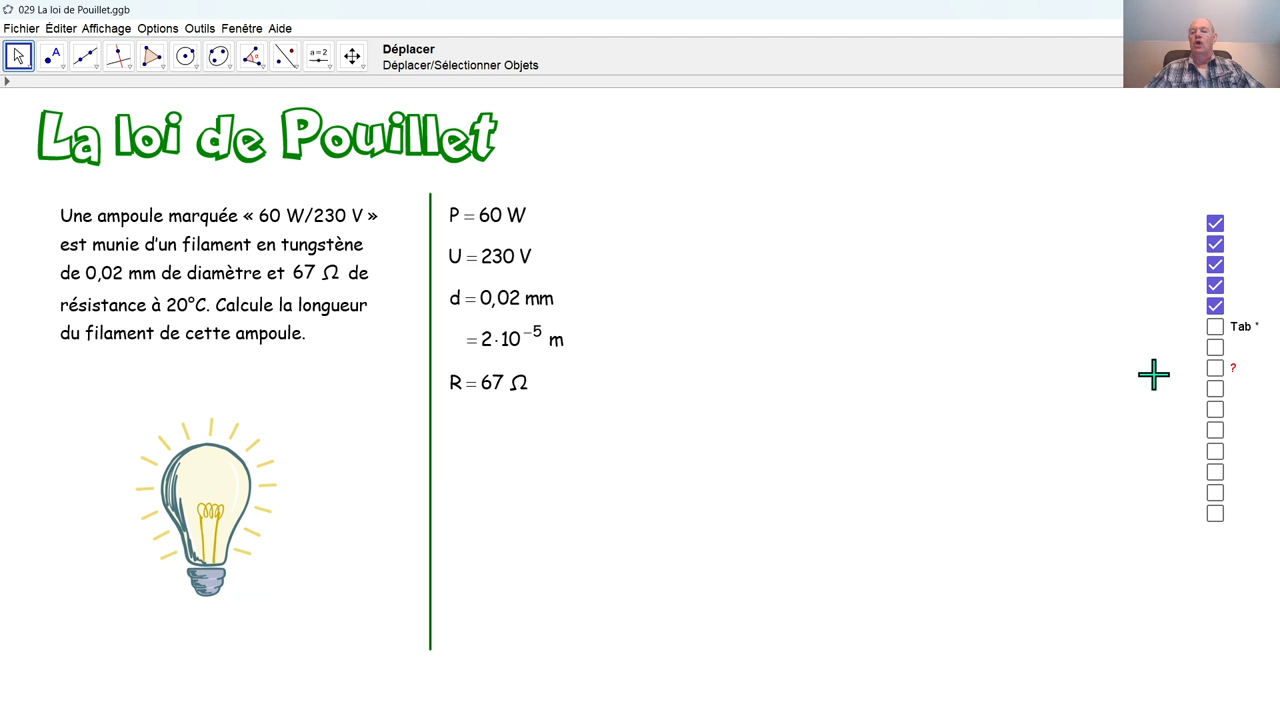 029 La loi de Pouillet.ggb
Fichier Éditer Affichage Options Outils Fenêtre Aide
A
a=2
Déplacer
Déplacer/Sélectionner Objets
La loi de Pouillet
Une ampoule marquée « 60 W/230 V »
est munie d'un filament en tungstène
de 0,02 mm de diamètre et 67 Ω de
résistance à 20°C. Calcule la longueur
du filament de cette ampoule.
P = 60 W
U = 230 V
d = 0,02 mm
= 2·10⁻⁵ m
R = 67 Ω
Tab *
?